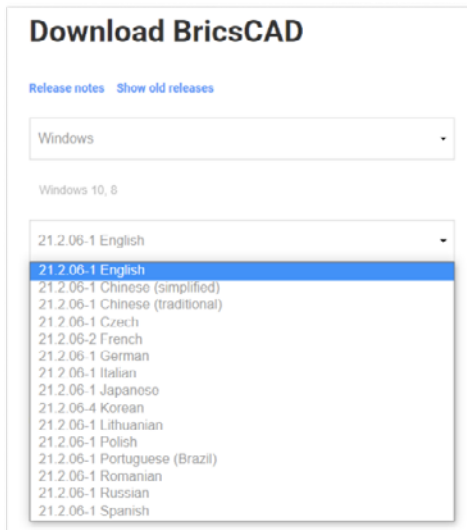 Download BricsCAD
Release notes Show old releases
Windows
Windows 10, 8
21.2.06-1 English
21.2.06-1 English
21.2.06-1 Chinese (simplified)
21.2.06-1 Chinese (traditional)
21.2.06-1 Czech
21.2.06-2 French
21.2.06-1 German
21.2.06-1 Italian
21.2.06-1 Japanese
21.2.06-4 Korean
21.2.06-1 Lithuanian
21.2.06-1 Polish
21.2.06-1 Portuguese (Brazil)
21.2.06-1 Romanian
21.2.06-1 Russian
21.2.06-1 Spanish